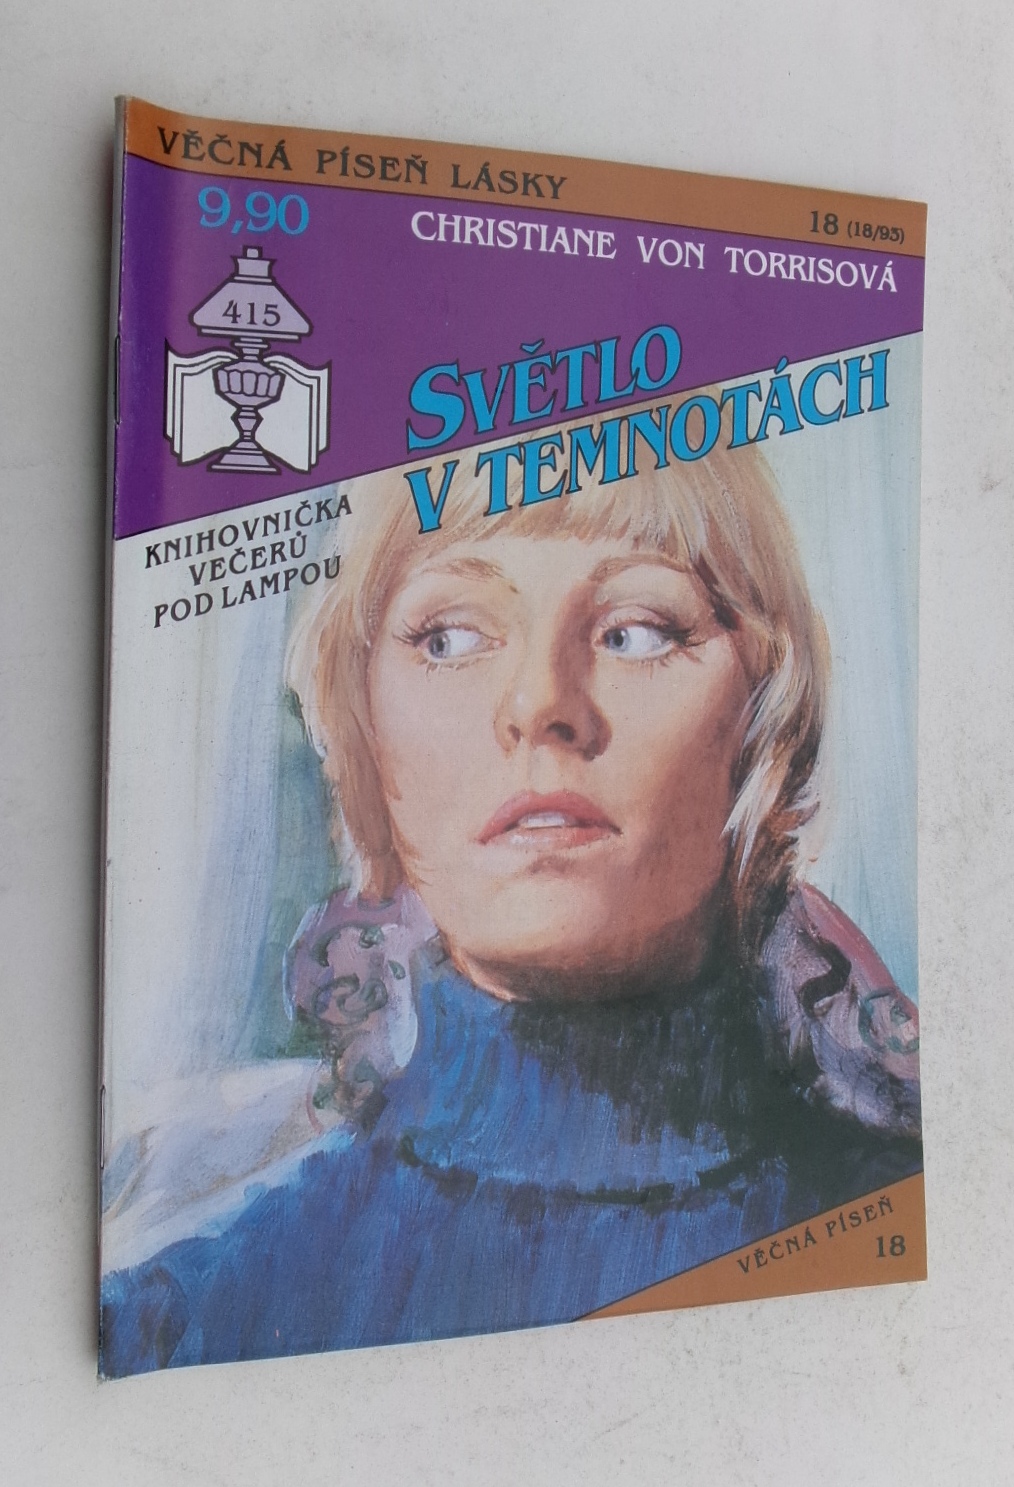 VĚČNÁ PÍSEŇ LÁSKY
18 (18/95)
9,90
CHRISTIANE VON TORRISOVÁ
415
SVĚTLO
V TEMNOTÁCH
KNIHOVNIČKA
VEČERŮ
POD LAMPOU
VĚČNÁ PÍSEŇ
18